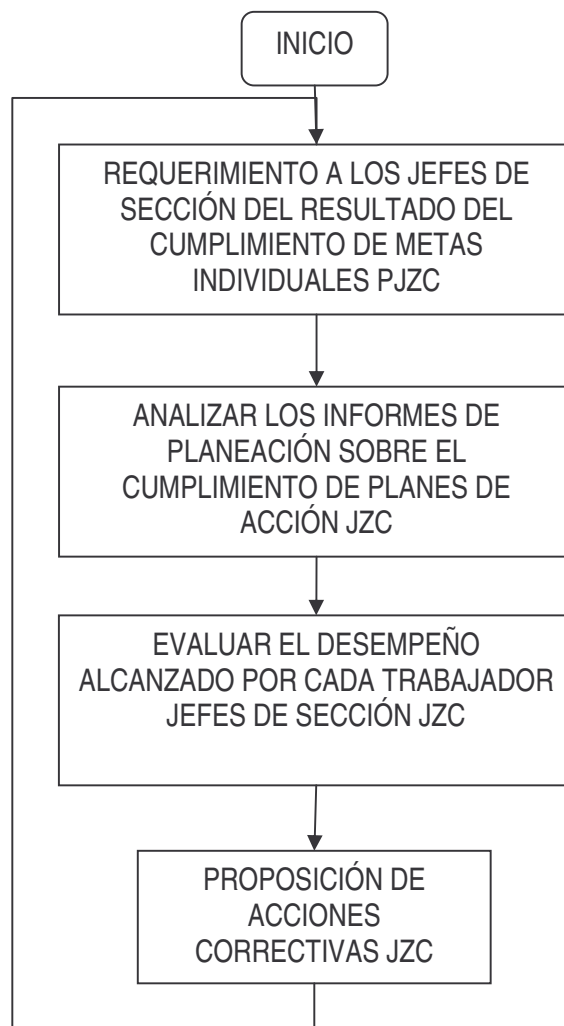 INICIO
REQUERIMIENTO A LOS JEFES DE
SECCIÓN DEL RESULTADO DEL
CUMPLIMIENTO DE METAS
INDIVIDUALES PJZC
ANALIZAR LOS INFORMES DE
PLANEACIÓN SOBRE EL
CUMPLIMIENTO DE PLANES DE
ACCIÓN JZC
EVALUAR EL DESEMPEÑO
ALCANZADO POR CADA TRABAJADOR
JEFES DE SECCIÓN JZC
PROPOSICIÓN DE
ACCIONES
CORRECTIVAS JZC